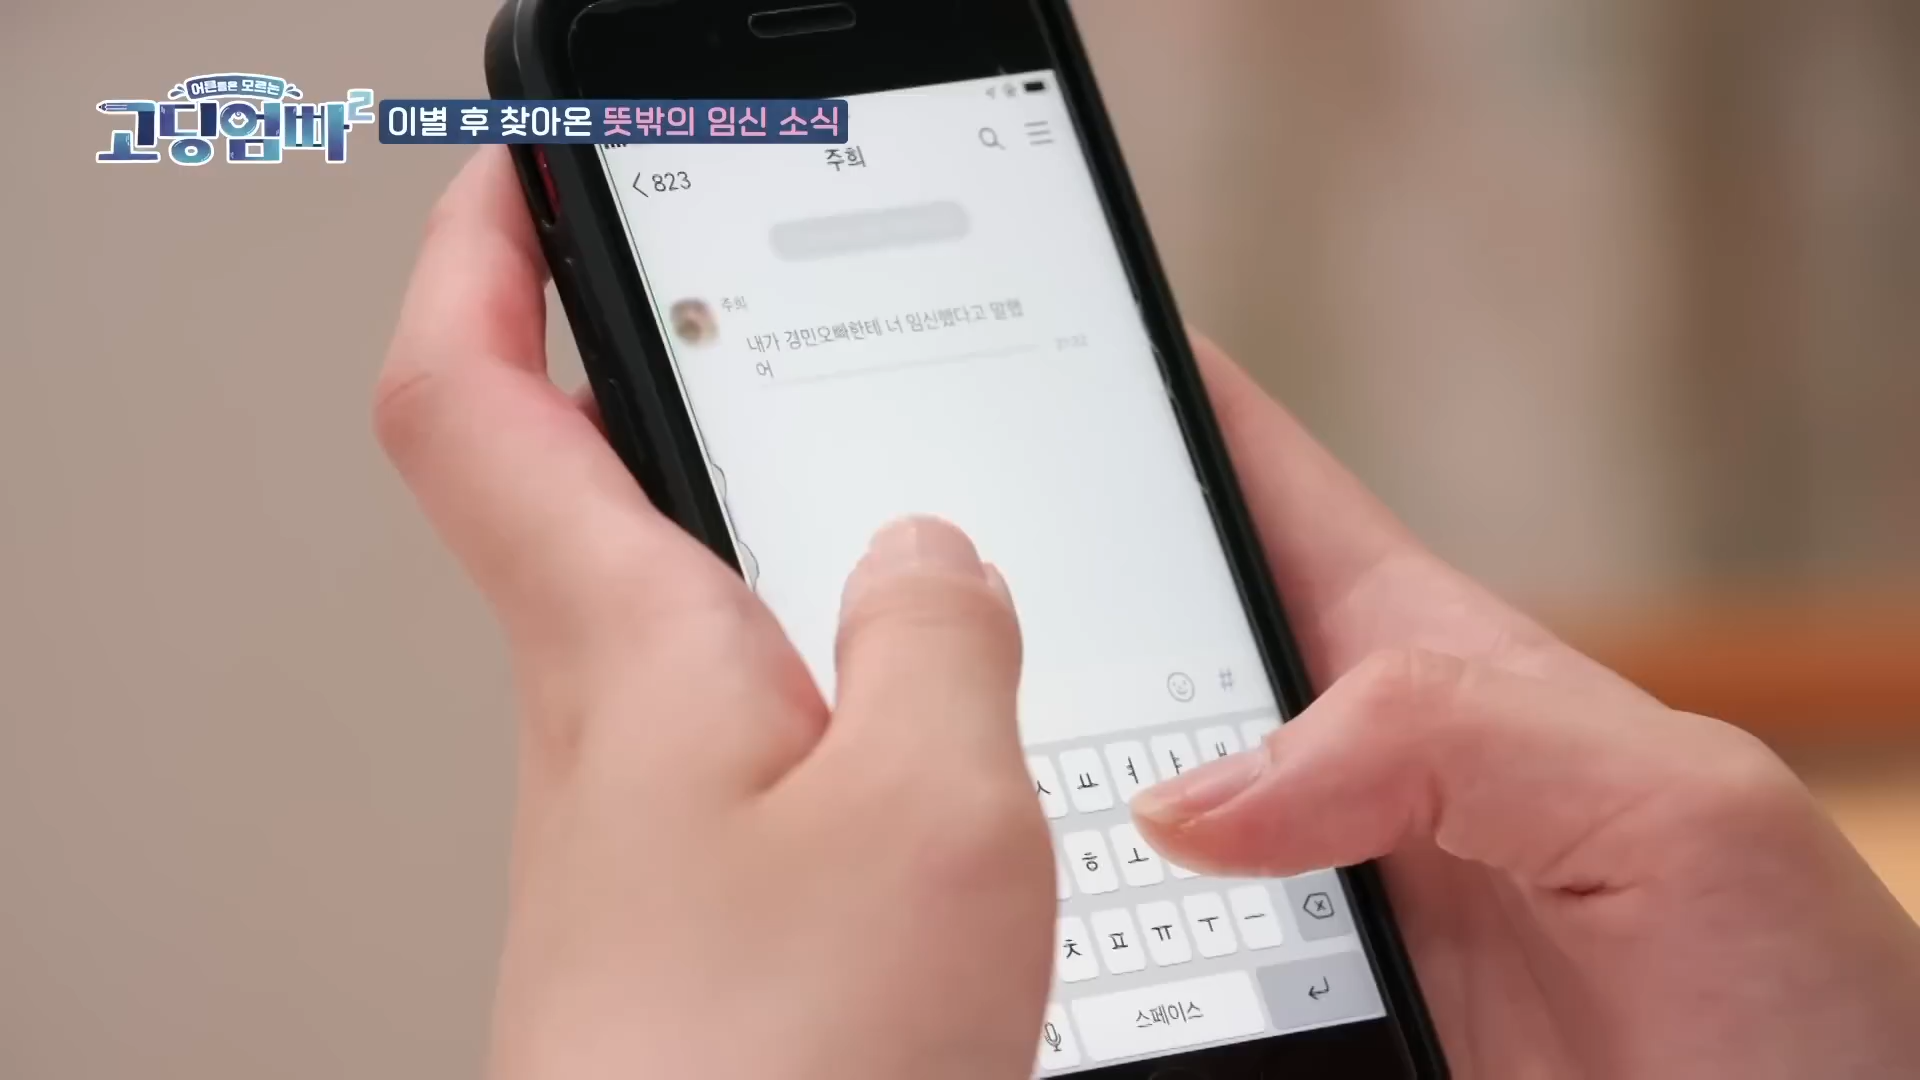 어른들은 모르는
고딩엄빠2
이별 후 찾아온 뜻밖의 임신 소식
823
주희
주희
내가 경민오빠한테 너 임신했다고 말했
어
#
ㅅ ㅛ ㅕ ㅑ ㅐ
ㅎ ㅗ
ㅊ ㅍ ㅠ ㅜ ㅡ
스페이스